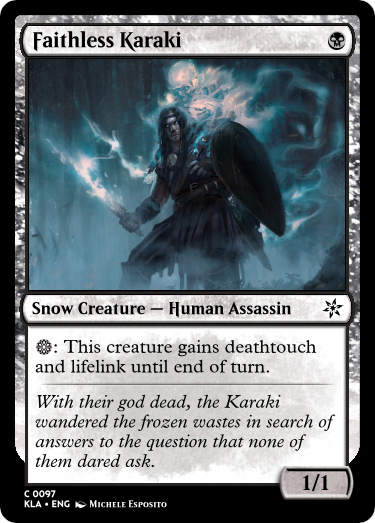 Faithless Karaki
Snow Creature — Human Assassin
: This creature gains deathtouch
and lifelink until end of turn.
With their god dead, the Karaki
wandered the frozen wastes in search of
answers to the question that none of
them dared ask.
1/1
C 0097
KLA • ENG Michele Esposito